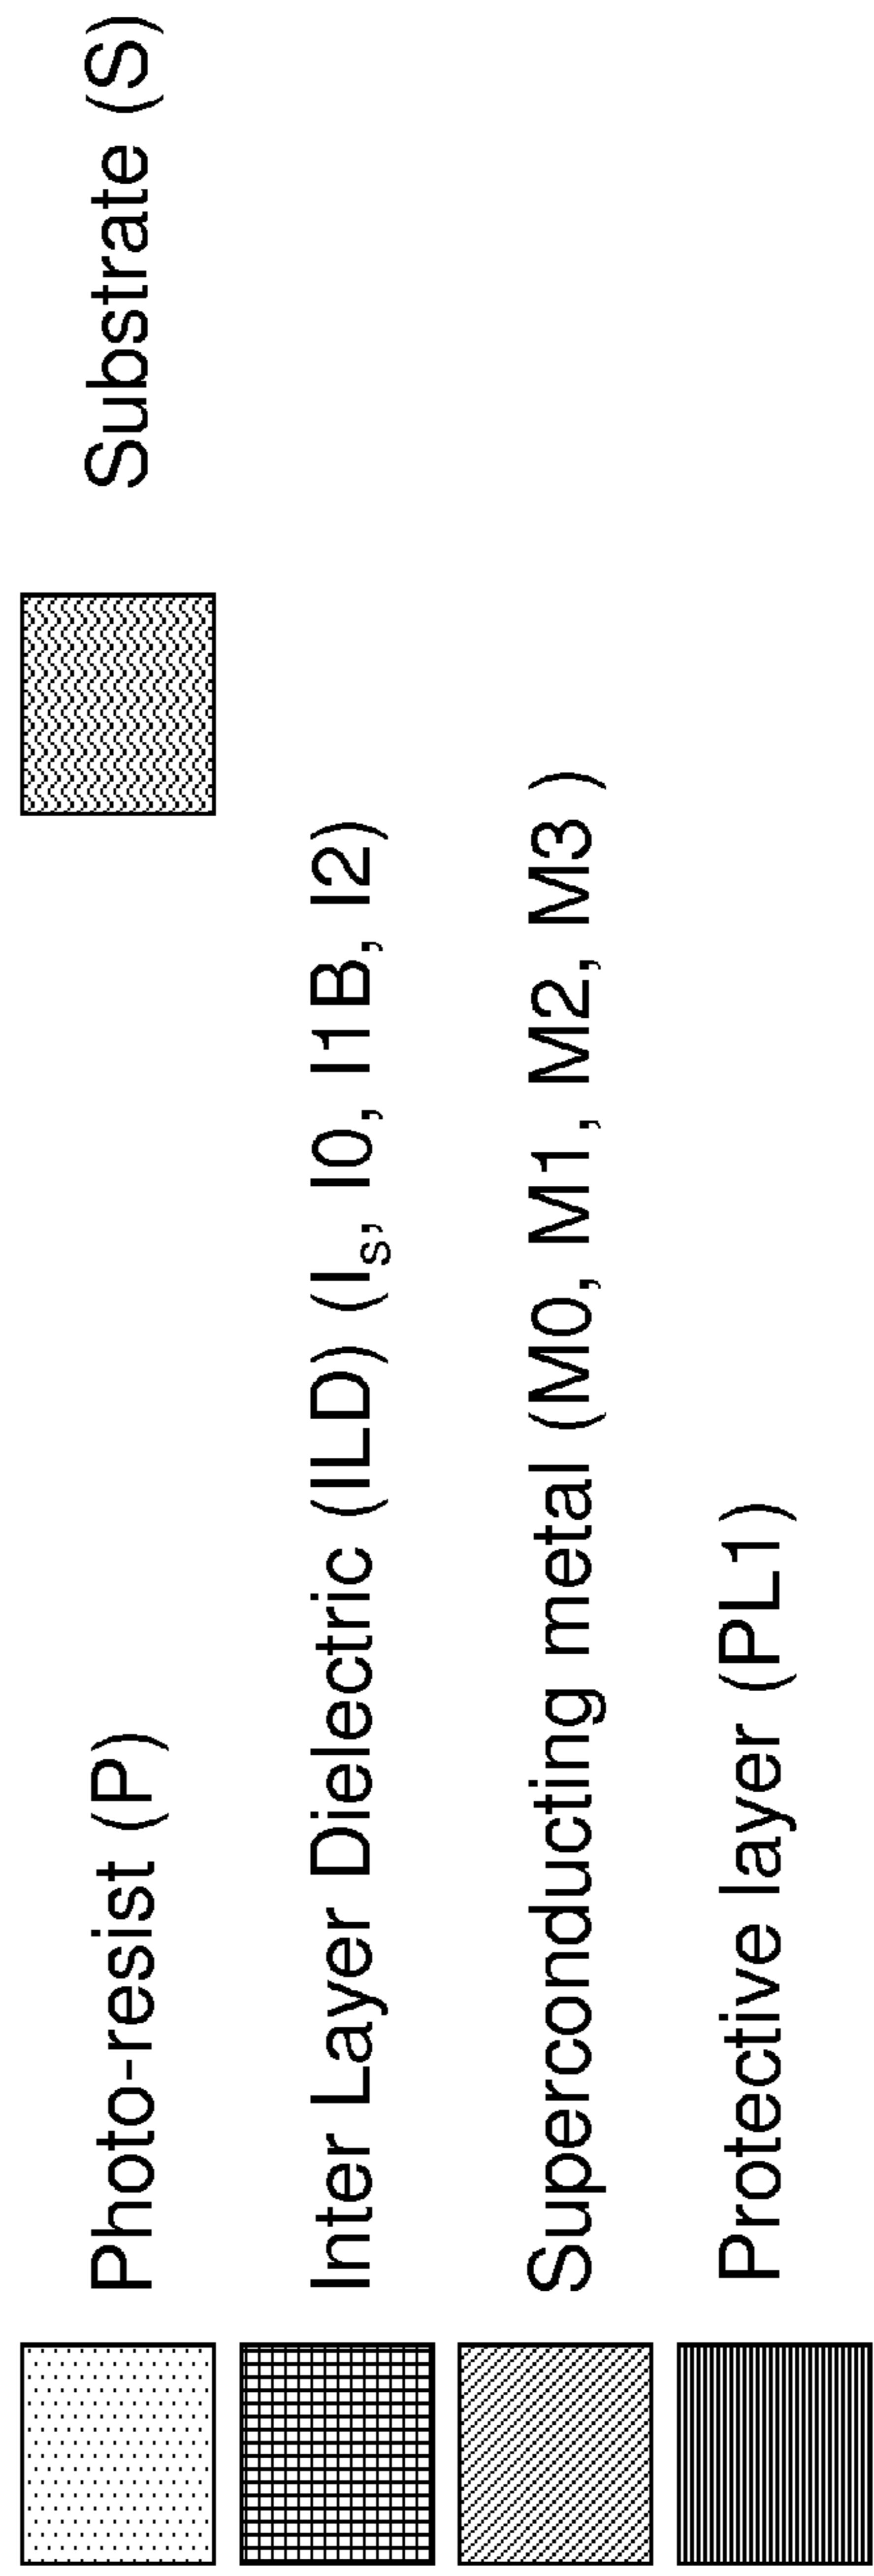 Photo-resist (P) Substrate (S)
Inter Layer Dielectric (ILD) (Is, I0, I1B, I2)
Superconducting metal (M0, M1, M2, M3 )
Protective layer (PL1)